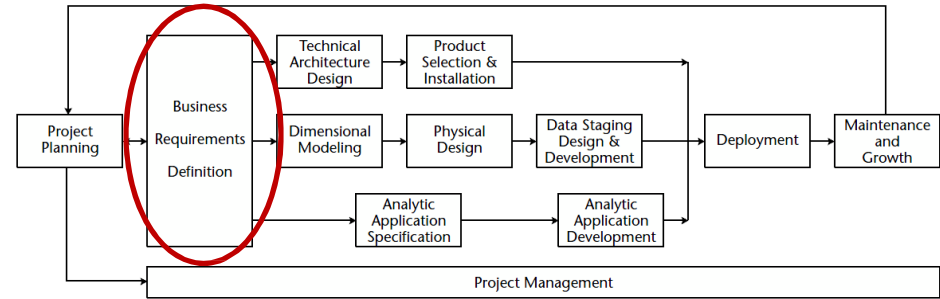 Project
Planning
Business
Requirements
Definition
Technical
Architecture
Design
Product
Selection &
Installation
Dimensional
Modeling
Physical
Design
Data Staging
Design &
Development
Analytic
Application
Specification
Analytic
Application
Development
Deployment
Maintenance
and
Growth
Project Management